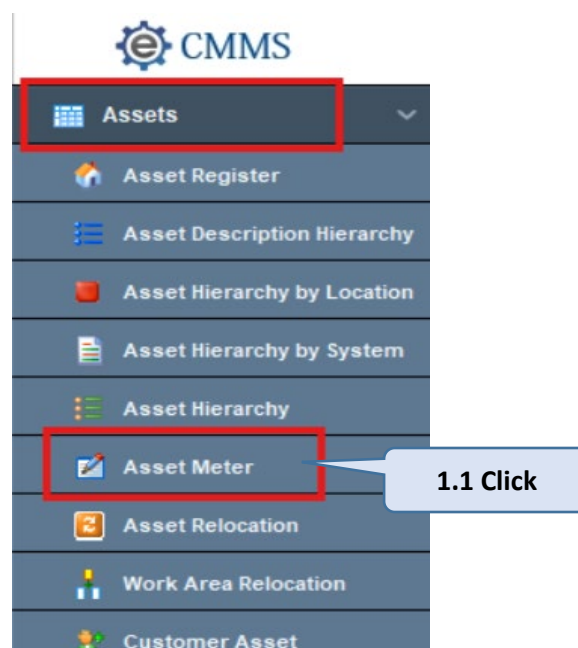 e CMMS
Assets
Asset Register
Asset Description Hierarchy
Asset Hierarchy by Location
Asset Hierarchy by System
Asset Hierarchy
Asset Meter
1.1 Click
Asset Relocation
Work Area Relocation
Customer Asset